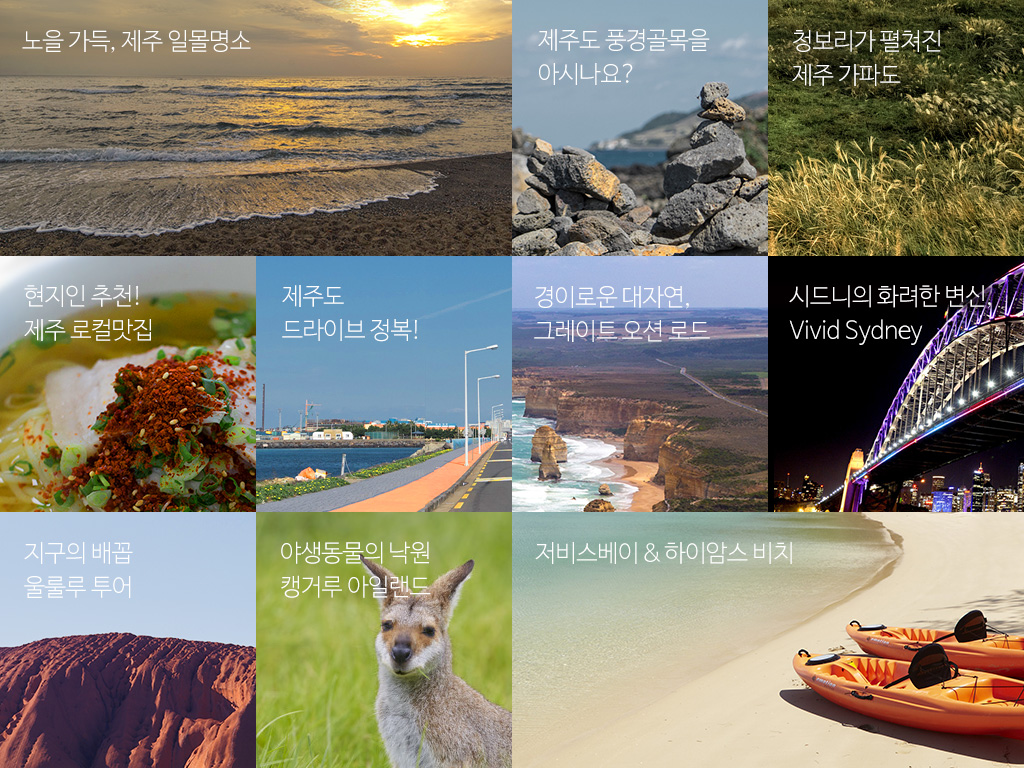 노을 가득, 제주 일몰명소
제주도 풍경골목을
아시나요?
청보리가 펼쳐진
제주 가파도
현지인 추천!
제주 로컬맛집
제주도
드라이브 정복!
경이로운 대자연,
그레이트 오션 로드
시드니의 화려한 변신,
Vivid Sydney
지구의 배꼽
울룰루 투어
야생동물의 낙원
캥거루 아일랜드
저비스베이 & 하이암스 비치